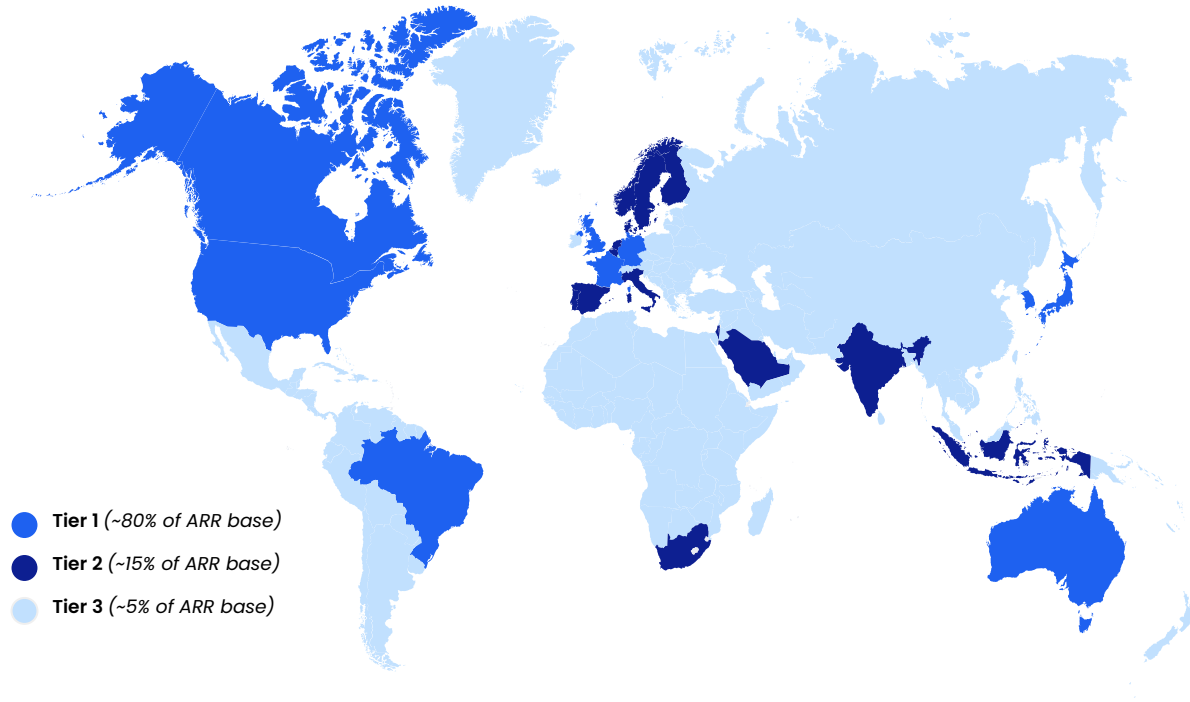 Tier 1 (~80% of ARR base)
Tier 2 (~15% of ARR base)
Tier 3 (~5% of ARR base)